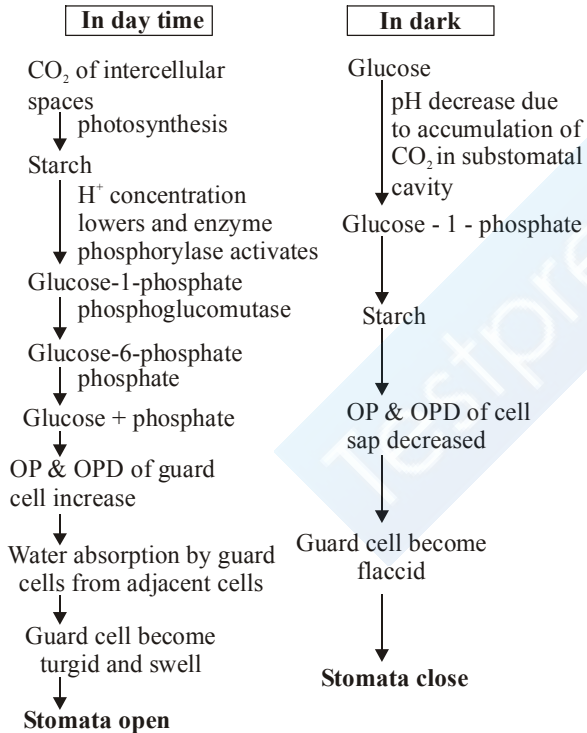 In day time
CO₂ of intercellular
spaces
photosynthesis
Starch
H⁺ concentration
lowers and enzyme
phosphorylase activates
Glucose-1-phosphate
phosphoglucomutase
Glucose-6-phosphate
phosphate
Glucose + phosphate
OP & OPD of guard
cell increase
Water absorption by guard
cells from adjacent cells
Guard cell become
turgid and swell
Stomata open
In dark
Glucose
pH decrease due
to accumulation of
CO₂ in substomatal
cavity
Glucose - 1 - phosphate
Starch
OP & OPD of cell
sap decreased
Guard cell become
flaccid
Stomata close
Testpre